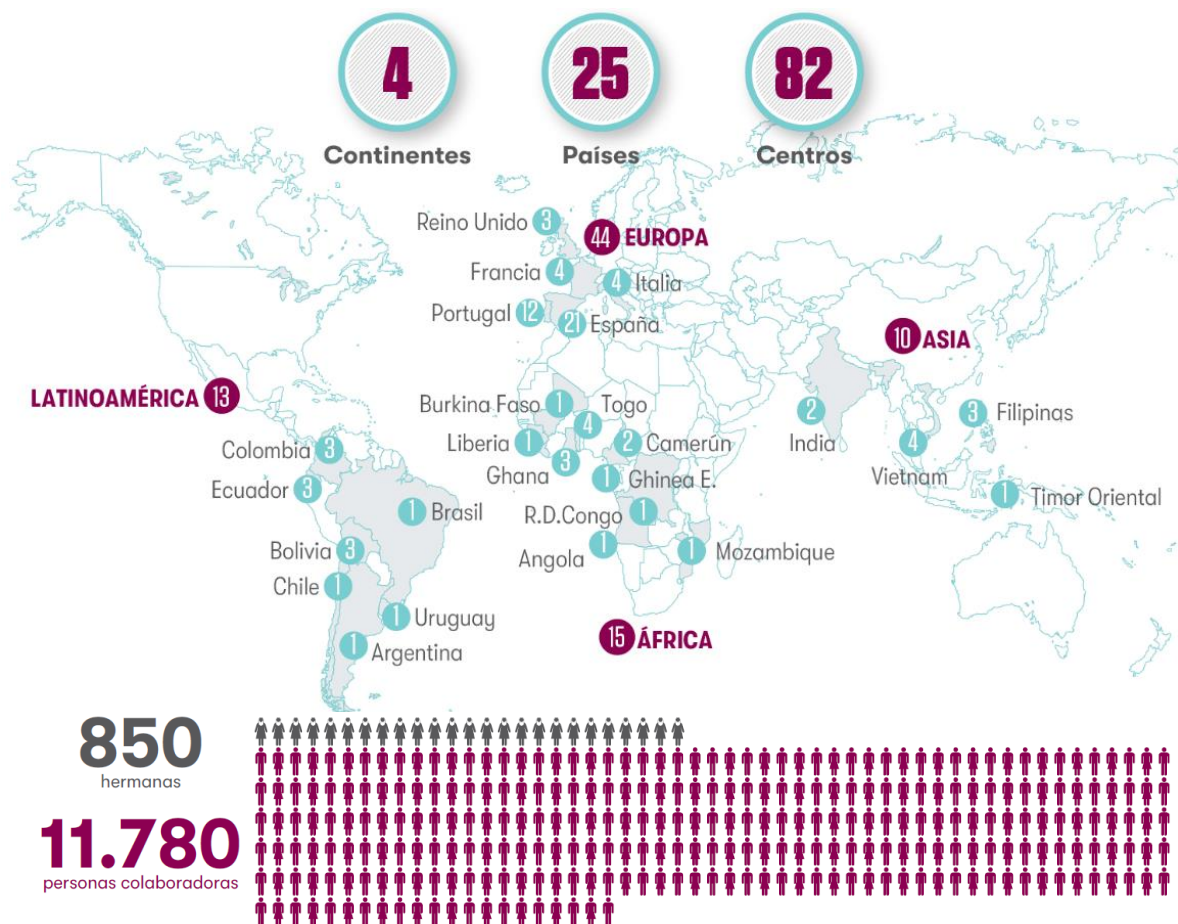 4
Continentes
25
Países
82
Centros
Reino Unido 3
44 EUROPA
Francia 4
4 Italia
Portugal 12
21 España
10 ASIA
LATINOAMÉRICA 13
Burkina Faso 1
Togo
4
2
India
3 Filipinas
Colombia 3
Liberia 1
2 Camerún
4
Vietnam
Ghana 3
1 Ghinea E.
Ecuador 3
1 Brasil
R.D.Congo 1
1 Timor Oriental
Bolivia 3
Angola 1
1 Mozambique
Chile 1
1 Uruguay
1 Argentina
15 ÁFRICA
850
hermanas
11.780
personas colaboradoras